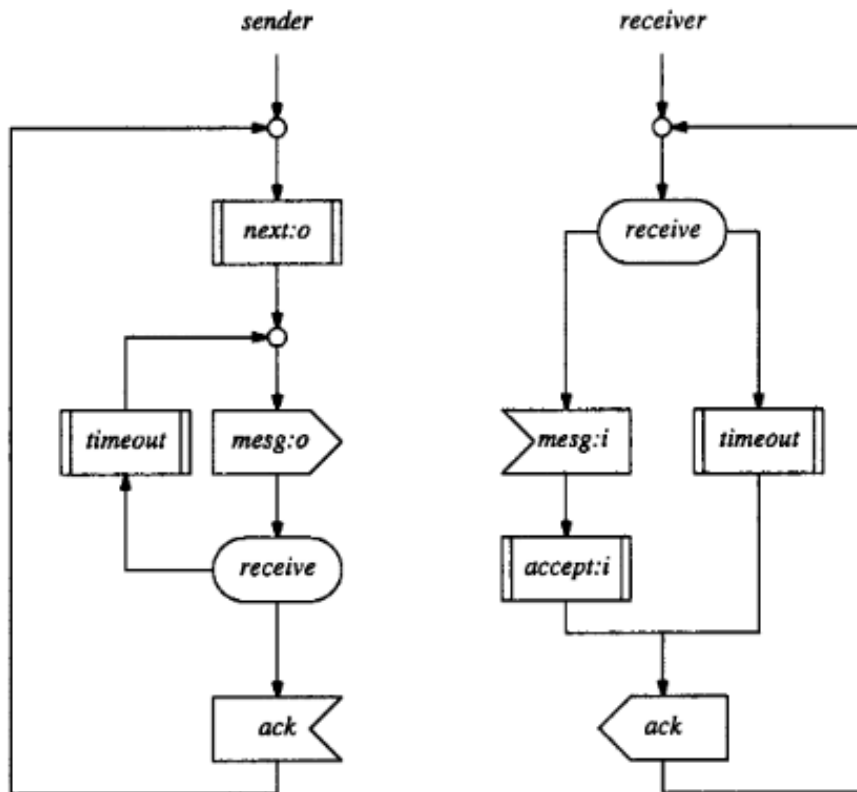 sender
next:o
timeout
mesg:o
receive
ack
receiver
receive
mesg:i
timeout
accept:i
ack